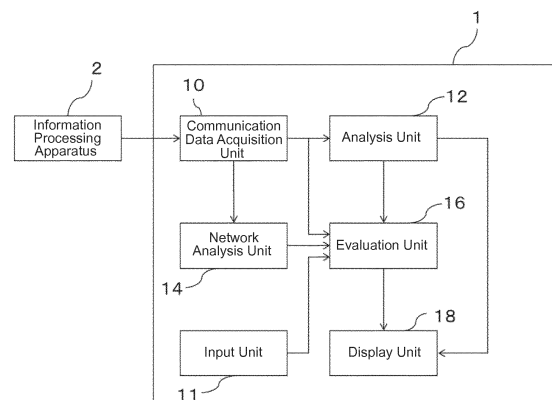 1
2
10
12
Information
Processing
Apparatus
Communication
Data Acquisition
Unit
Analysis Unit
16
Network
Analysis Unit
Evaluation Unit
14
18
Input Unit
Display Unit
11